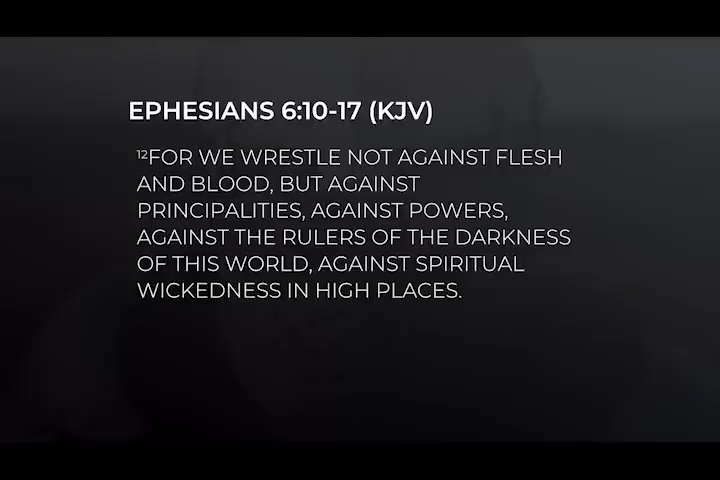 EPHESIANS 6:10-17 (KJV)
¹²FOR WE WRESTLE NOT AGAINST FLESH
AND BLOOD, BUT AGAINST
PRINCIPALITIES, AGAINST POWERS,
AGAINST THE RULERS OF THE DARKNESS
OF THIS WORLD, AGAINST SPIRITUAL
WICKEDNESS IN HIGH PLACES.